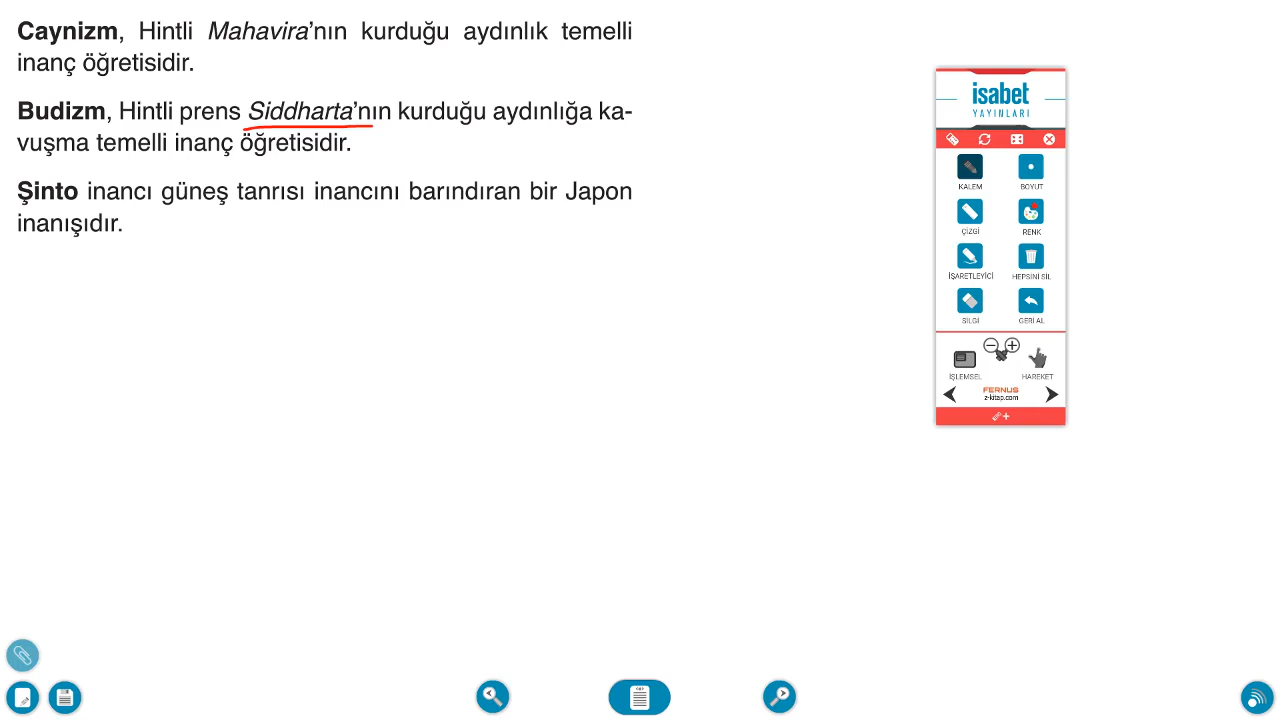 Caynizm, Hintli Mahavira’nın kurduğu aydınlık temelli
inanç öğretisidir.
Budizm, Hintli prens Siddharta’nın kurduğu aydınlığa ka-
vuşma temelli inanç öğretisidir.
Şinto inancı güneş tanrısı inancını barındıran bir Japon
inanışıdır.
isabet
YAYINLARI
KALEM BOYUT
ÇİZGİ RENK
İŞARETLEYİCİ HEPSİNİ SİL
SİLGİ GERİ AL
İŞLEMSEL HAREKET
FERNUS
z-kitap.com